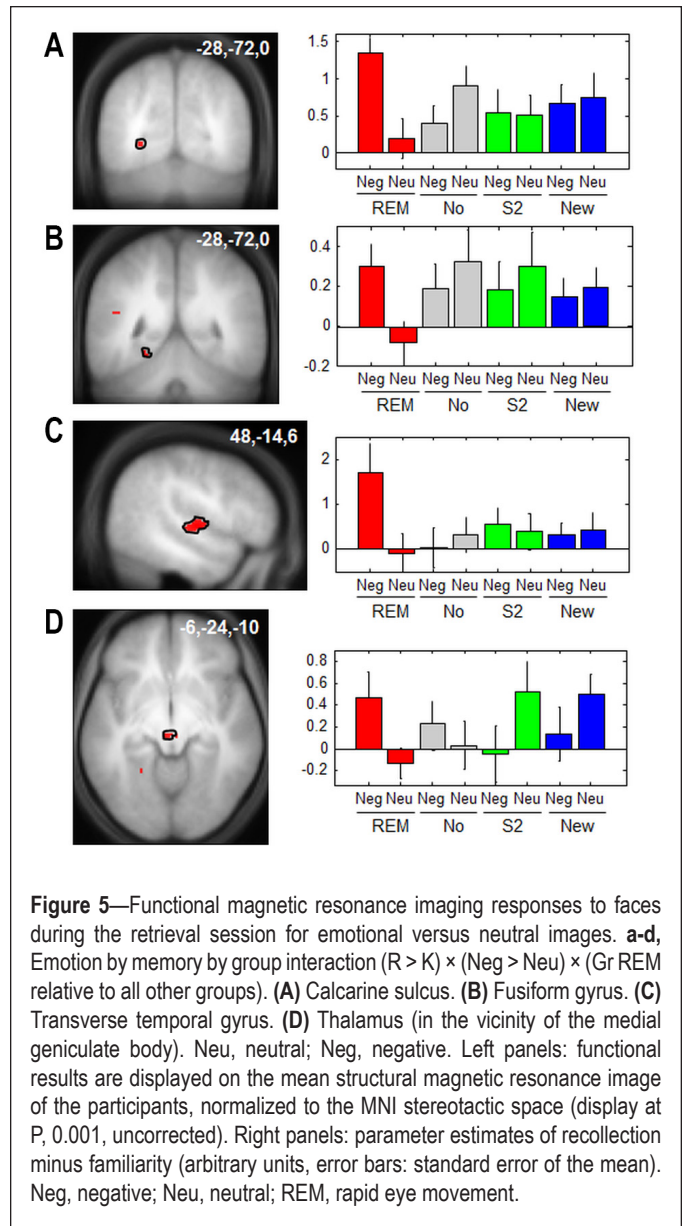 A
-28,-72,0
1.5
1
0.5
0
Neg Neu Neg Neu Neg Neu Neg Neu
REM No S2 New
B
-28,-72,0
0.4
0.2
0
-0.2
Neg Neu Neg Neu Neg Neu Neg Neu
REM No S2 New
C
48,-14,6
2
1
0
Neg Neu Neg Neu Neg Neu Neg Neu
REM No S2 New
D
-6,-24,-10
0.8
0.6
0.4
0.2
0
-0.2
Neg Neu Neg Neu Neg Neu Neg Neu
REM No S2 New
Figure 5—Functional magnetic resonance imaging responses to faces
during the retrieval session for emotional versus neutral images. a-d,
Emotion by memory by group interaction (R > K) × (Neg > Neu) × (Gr REM
relative to all other groups). (A) Calcarine sulcus. (B) Fusiform gyrus. (C)
Transverse temporal gyrus. (D) Thalamus (in the vicinity of the medial
geniculate body). Neu, neutral; Neg, negative. Left panels: functional
results are displayed on the mean structural magnetic resonance image
of the participants, normalized to the MNI stereotactic space (display at
P, 0.001, uncorrected). Right panels: parameter estimates of recollection
minus familiarity (arbitrary units, error bars: standard error of the mean).
Neg, negative; Neu, neutral; REM, rapid eye movement.